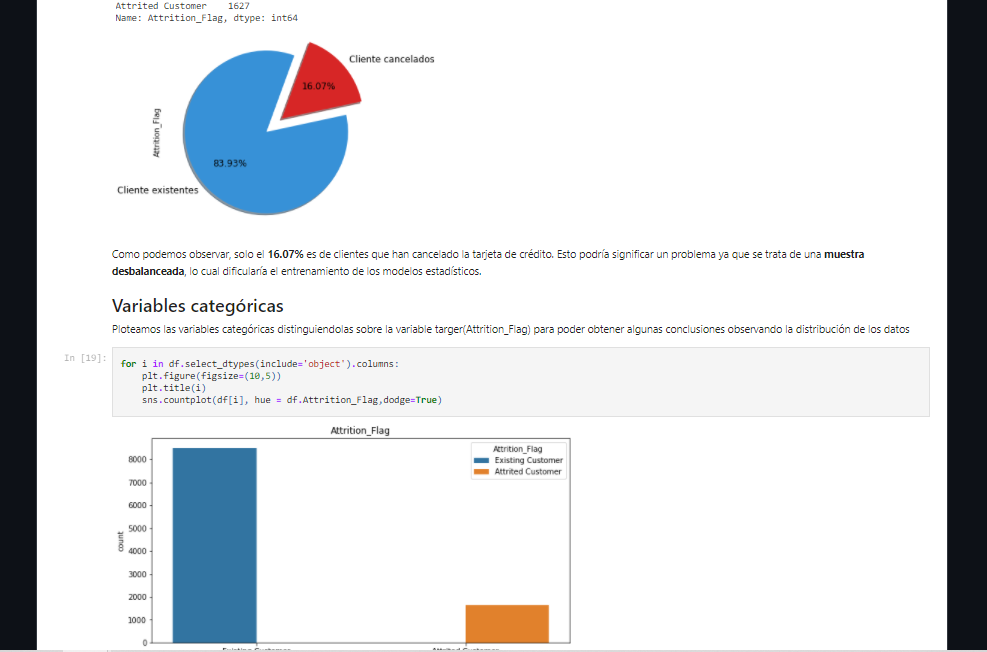 Attrited Customer    1627
Name: Attrition_Flag, dtype: int64
Cliente cancelados
16.07%
Attrition_Flag
83.93%
Cliente existentes
Como podemos observar, solo el 16.07% es de clientes que han cancelado la tarjeta de crédito. Esto podría significar un problema ya que se trata de una muestra
desbalanceada, lo cual dificularía el entrenamiento de los modelos estadísticos.
Variables categóricas
Ploteamos las variables categóricas distinguiendolas sobre la variable targer(Attrition_Flag) para poder obtener algunas conclusiones observando la distribución de los datos
In [19]:
for i in df.select_dtypes(include='object').columns:
    plt.figure(figsize=(10,5))
    plt.title(i)
    sns.countplot(df[i], hue = df.Attrition_Flag,dodge=True)
Attrition_Flag
Attrition_Flag
Existing Customer
Attrited Customer
8000
7000
6000
5000
4000
3000
2000
1000
0
count
Existing Customer
Attrited Customer